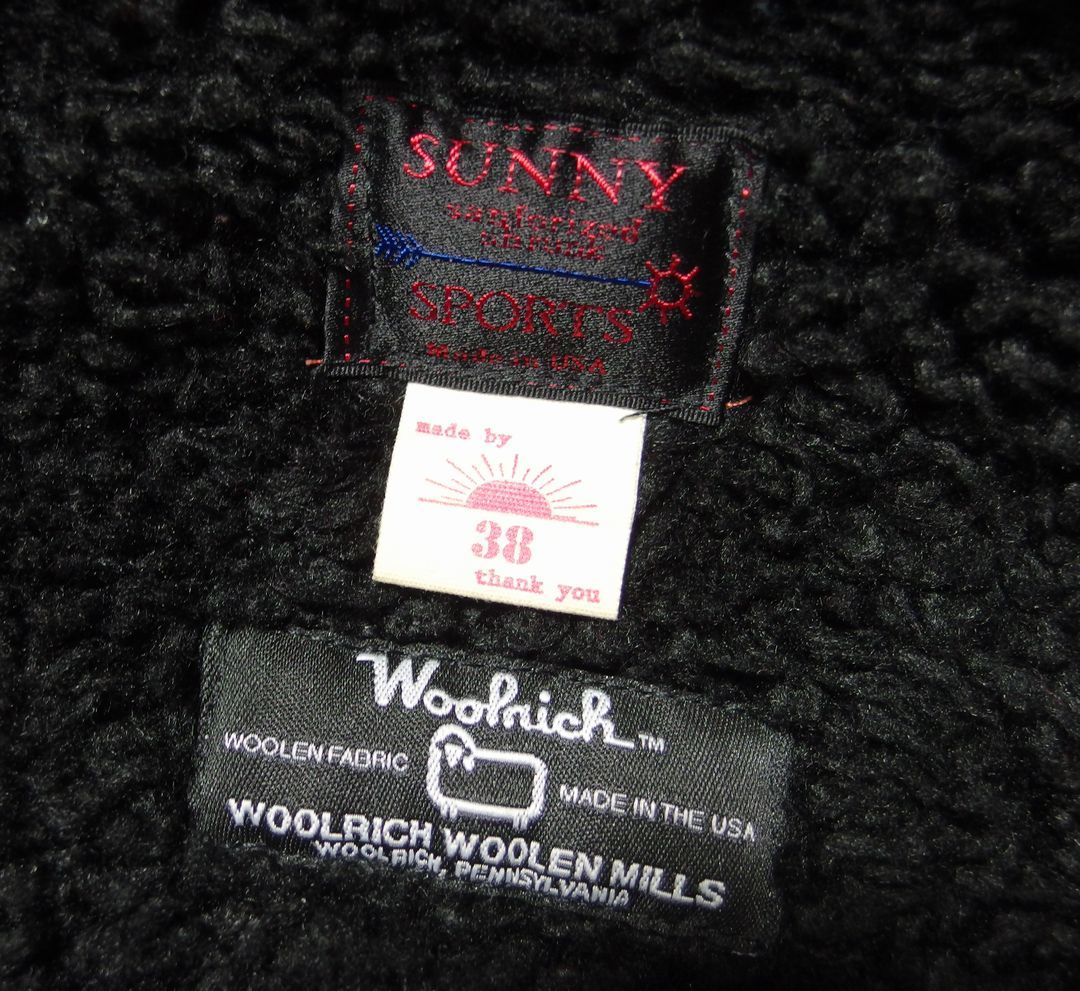 SUNNY
sanforized
shrunk
SPORTS
Made in USA
made by
38
thank you
Woolrich™
WOOLEN FABRIC
MADE IN THE USA
WOOLRICH WOOLEN MILLS
WOOLRICH, PENNSYLVANIA